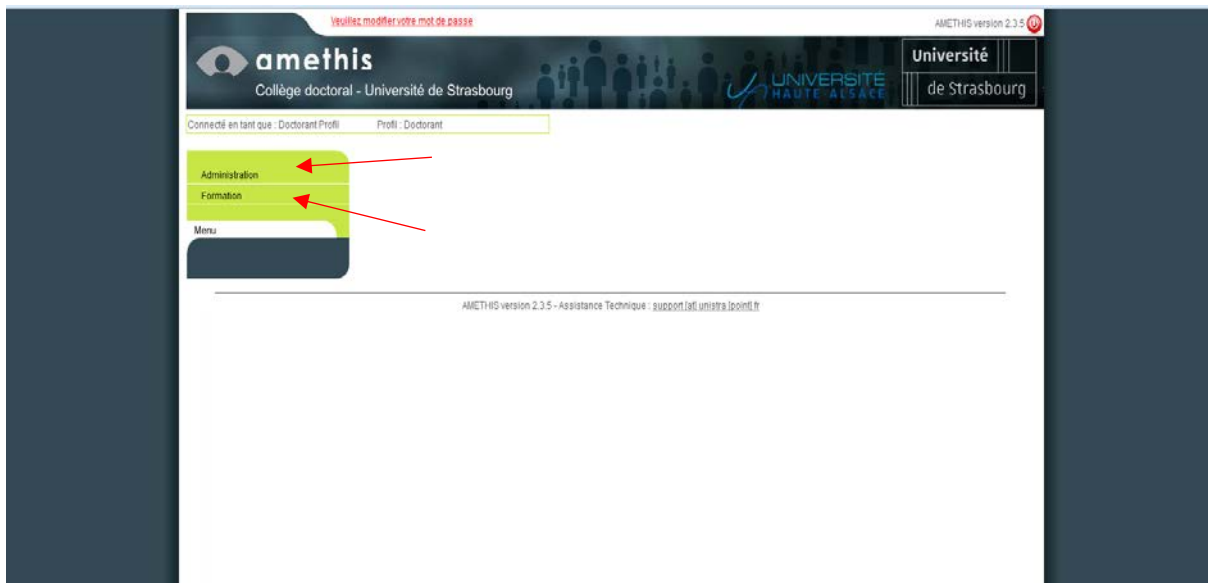 Veuillez modifier votre mot de passe
AMETHIS version 2.3.5
amethis
Collège doctoral - Université de Strasbourg
UNIVERSITÉ
HAUTE ALSACE
Université
de Strasbourg
Connecté en tant que : Doctorant Profil Profil : Doctorant
Administration
Formation
Menu
AMETHIS version 2.3.5 - Assistance Technique : support [at] unistra [point] fr